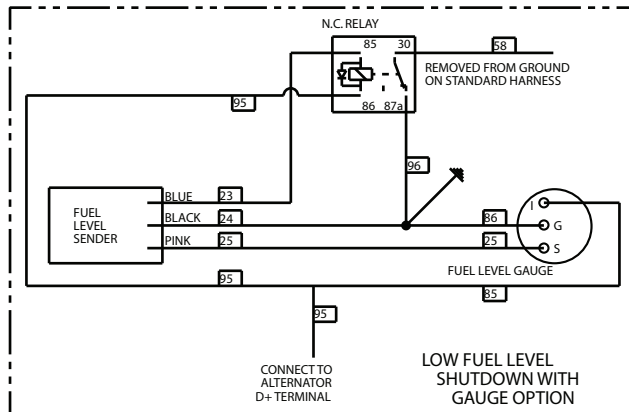 N.C. RELAY
85 30
58
REMOVED FROM GROUND
ON STANDARD HARNESS
95
86 87a
96
BLUE 23
FUEL
LEVEL
SENDER
BLACK 24
86
PINK 25
25
I
G
S
FUEL LEVEL GAUGE
95
85
95
CONNECT TO
ALTERNATOR
D+ TERMINAL
LOW FUEL LEVEL
SHUTDOWN WITH
GAUGE OPTION